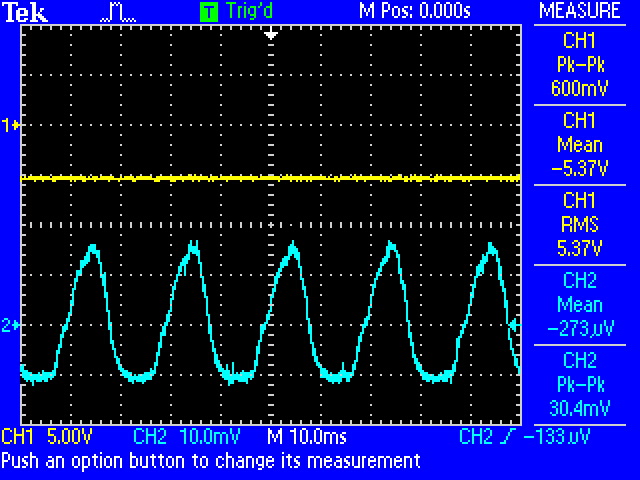 Tek T Trig'd M Pos: 0.000s MEASURE
CH1
Pk-Pk
600mV
CH1
Mean
-5.37V
CH1
RMS
5.37V
CH2
Mean
-273µV
CH2
Pk-Pk
30.4mV
1
2
CH1 5.00V CH2 10.0mV M 10.0ms CH2 -133µV
Push an option button to change its measurement